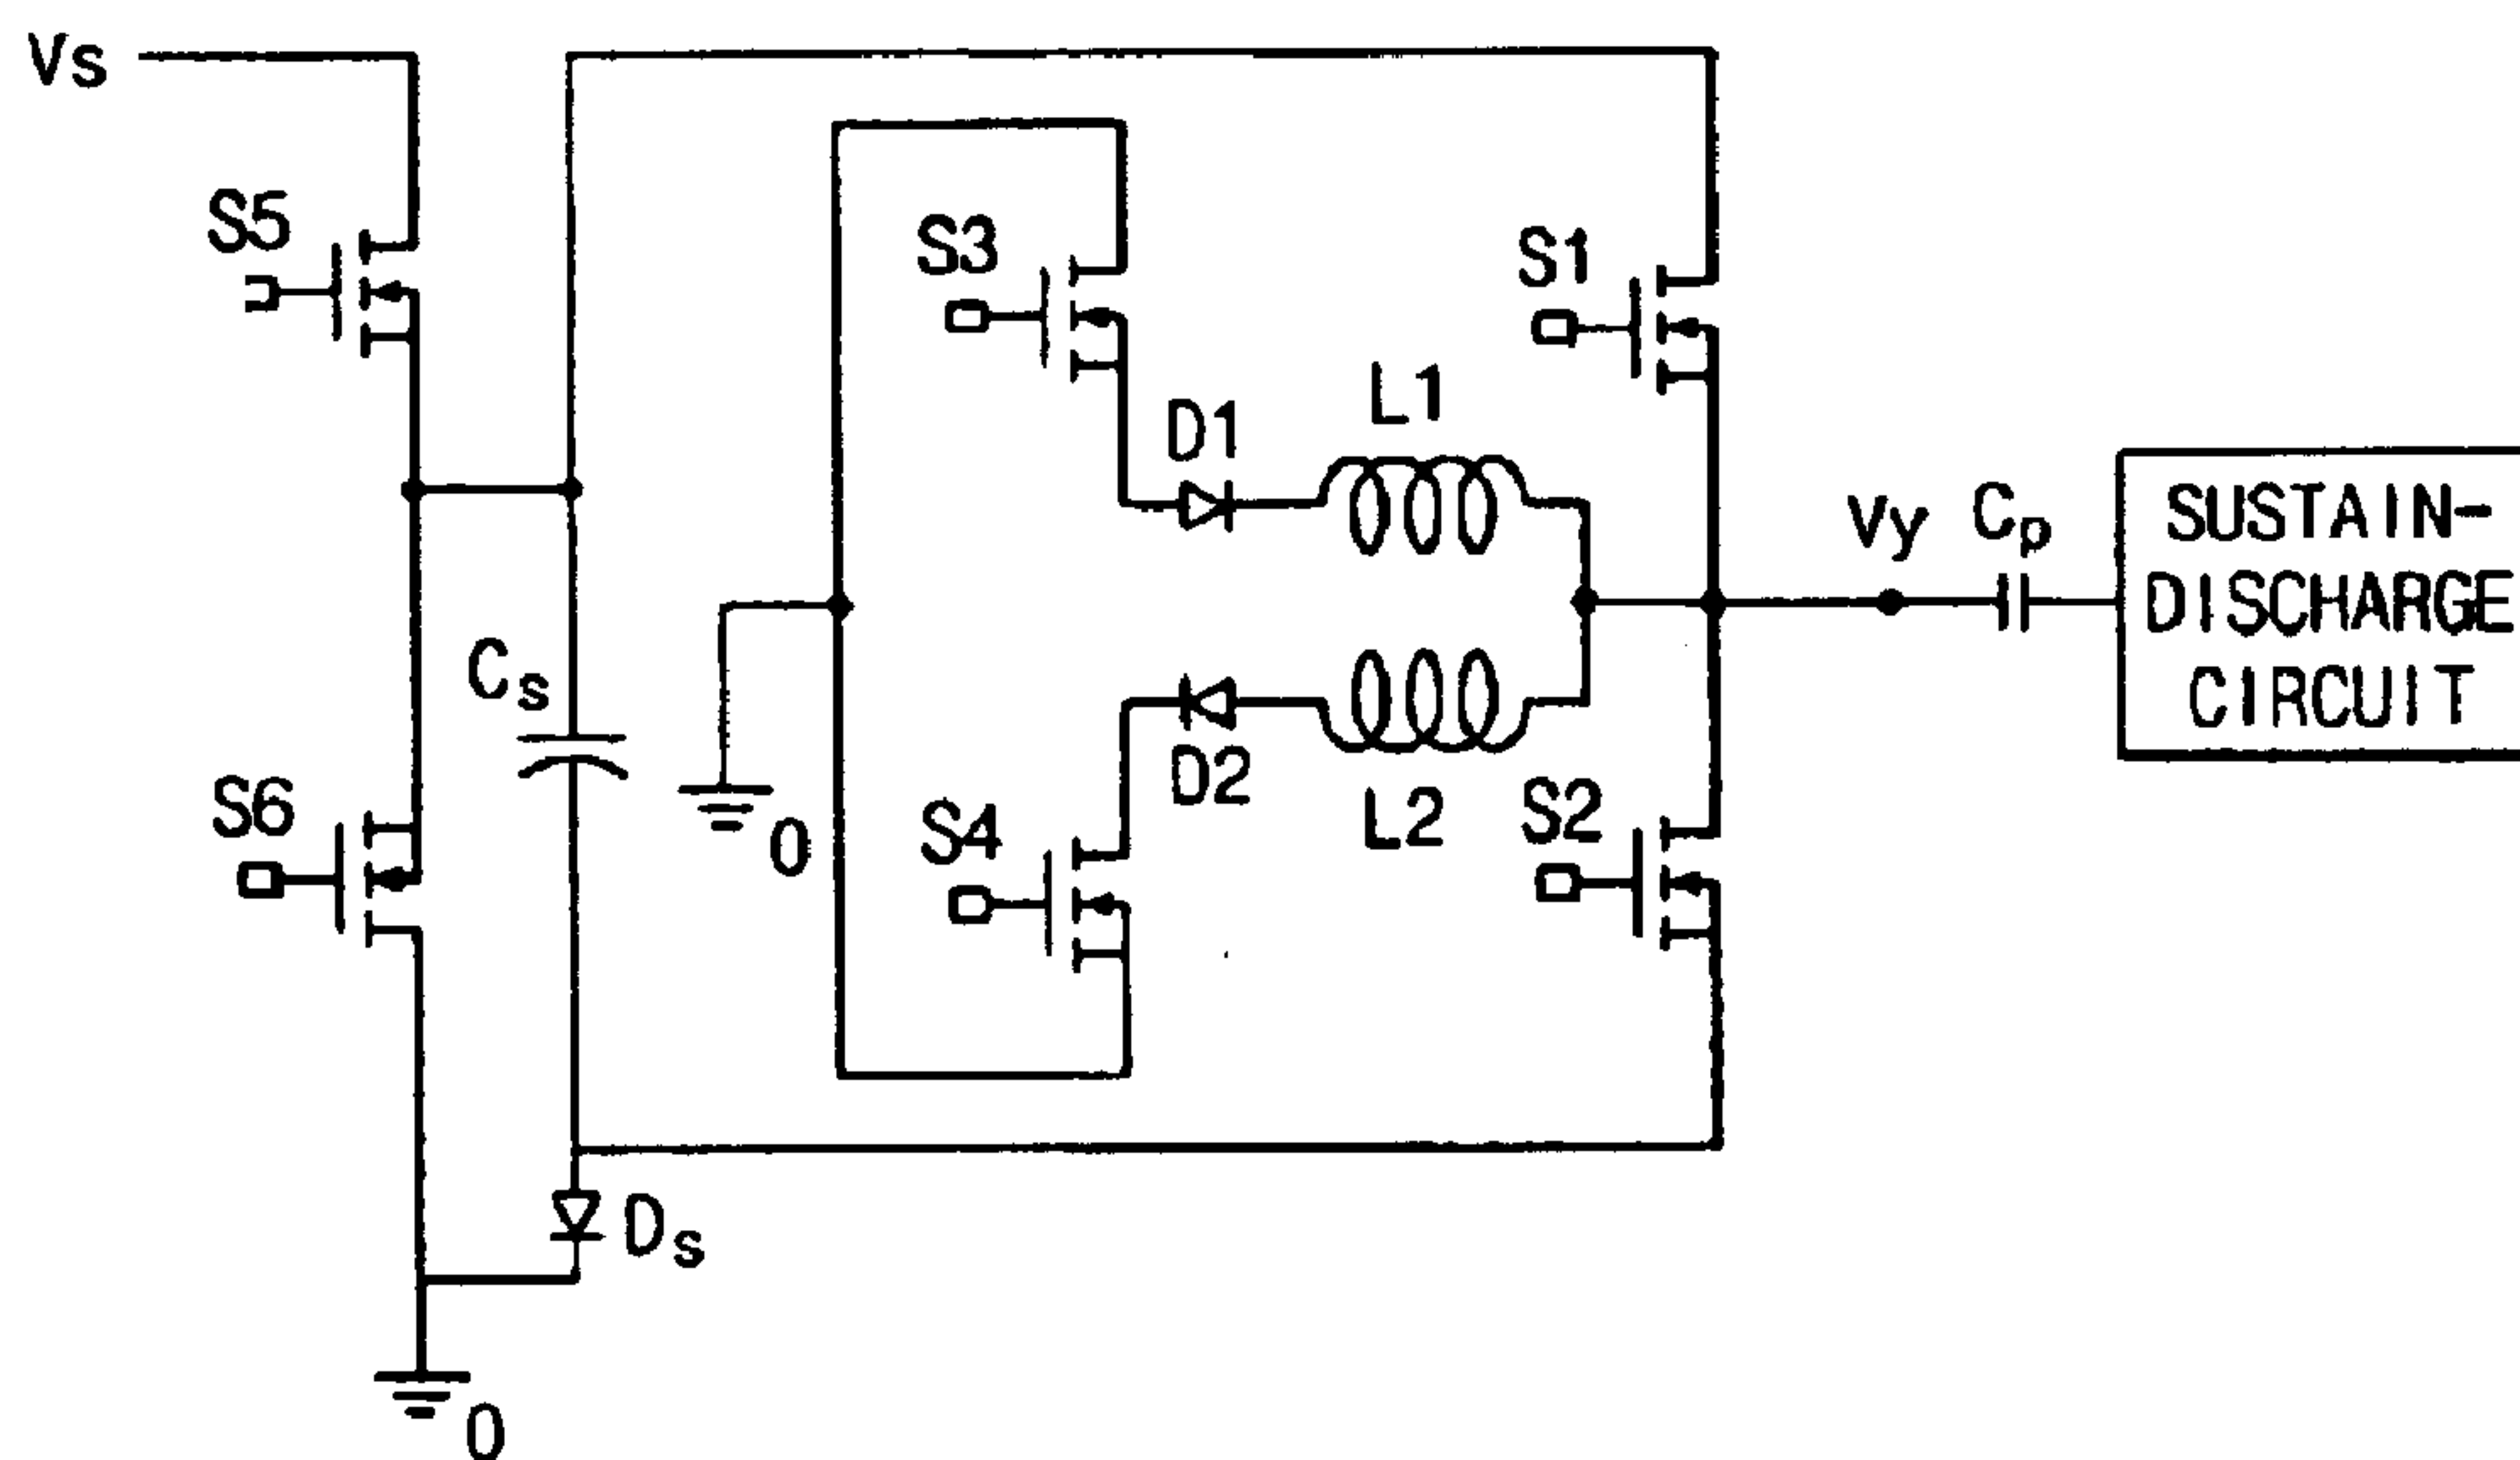 Vs
S5
S3
S1
L1
D1
Vy
Cp
SUSTAIN-
DISCHARGE
CIRCUIT
Cs
D2
S6
0
S4
L2
S2
Ds
0